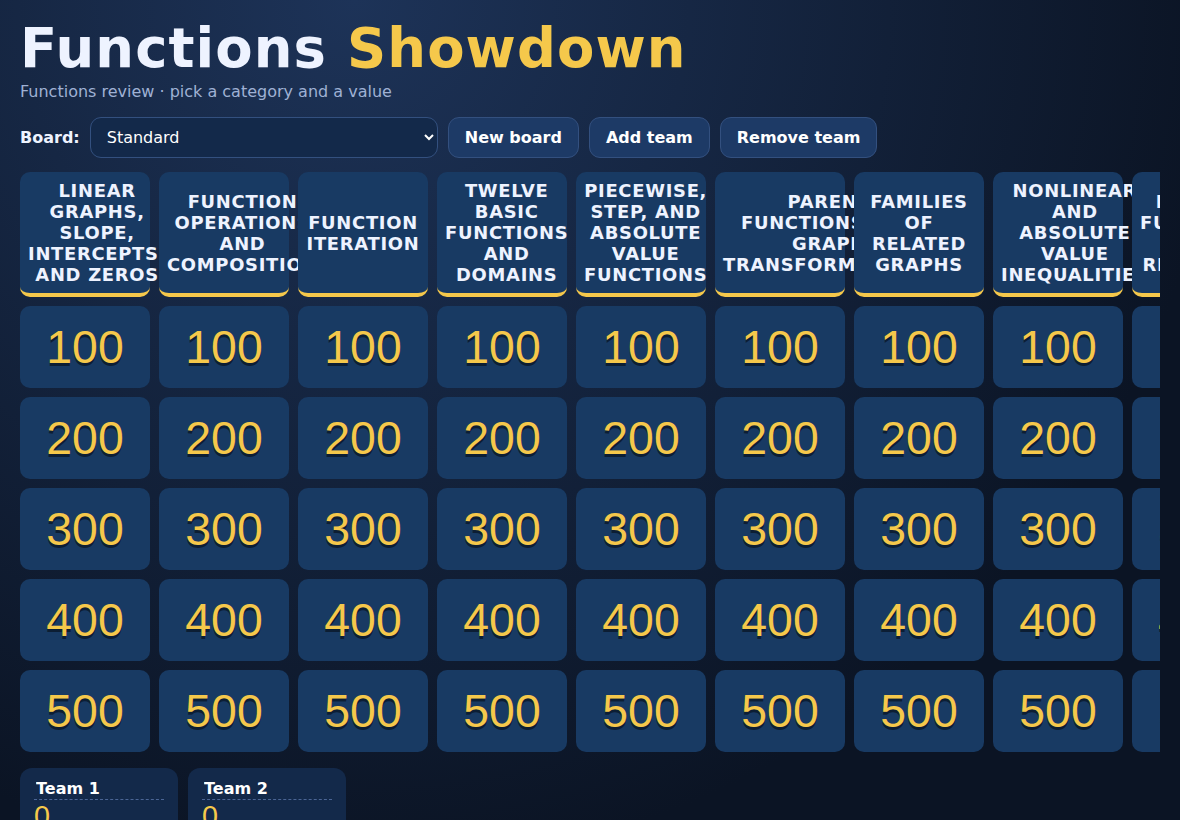 Functions Showdown
Functions review · pick a category and a value
Board: Standard New board Add team Remove team
LINEAR
GRAPHS,
SLOPE,
INTERCEPTS
AND ZEROS
FUNCTION
OPERATION
AND
COMPOSITIO
FUNCTION
ITERATION
TWELVE
BASIC
FUNCTIONS
AND
DOMAINS
PIECEWISE,
STEP, AND
ABSOLUTE
VALUE
FUNCTIONS
PAREN
FUNCTIONS
GRAP
TRANSFORM
FAMILIES
OF
RELATED
GRAPHS
NONLINEAR
AND
ABSOLUTE
VALUE
INEQUALITIE
100 100 100 100 100 100 100 100
200 200 200 200 200 200 200 200
300 300 300 300 300 300 300 300
400 400 400 400 400 400 400 400
500 500 500 500 500 500 500 500
Team 1 Team 2
0 0